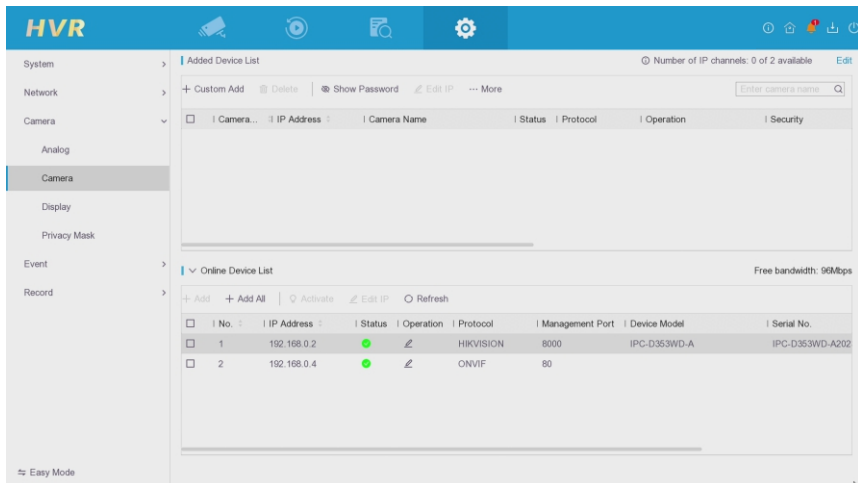 HVR
System
Network
Camera
Analog
Camera
Display
Privacy Mask
Event
Record
Easy Mode
Added Device List
Number of IP channels: 0 of 2 available Edit
Custom Add Delete Show Password Edit IP ··· More Enter camera name
Camera... IP Address Camera Name Status Protocol Operation Security
Online Device List Free bandwidth: 96Mbps
+ Add + Add All Activate Edit IP Refresh
No. IP Address Status Operation Protocol Management Port Device Model Serial No.
1 192.168.0.2 HIKVISION 8000 IPC-D353WD-A IPC-D353WD-A202
2 192.168.0.4 ONVIF 80